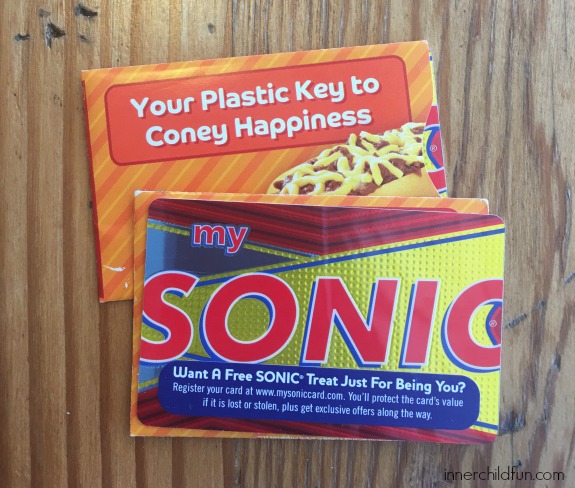 Your Plastic Key to
Coney Happiness
my
SONIC
Want A Free SONIC® Treat Just For Being You?
Register your card at www.mysoniccard.com. You'll protect the card's value
if it is lost or stolen, plus get exclusive offers along the way.
innerchildfun.com